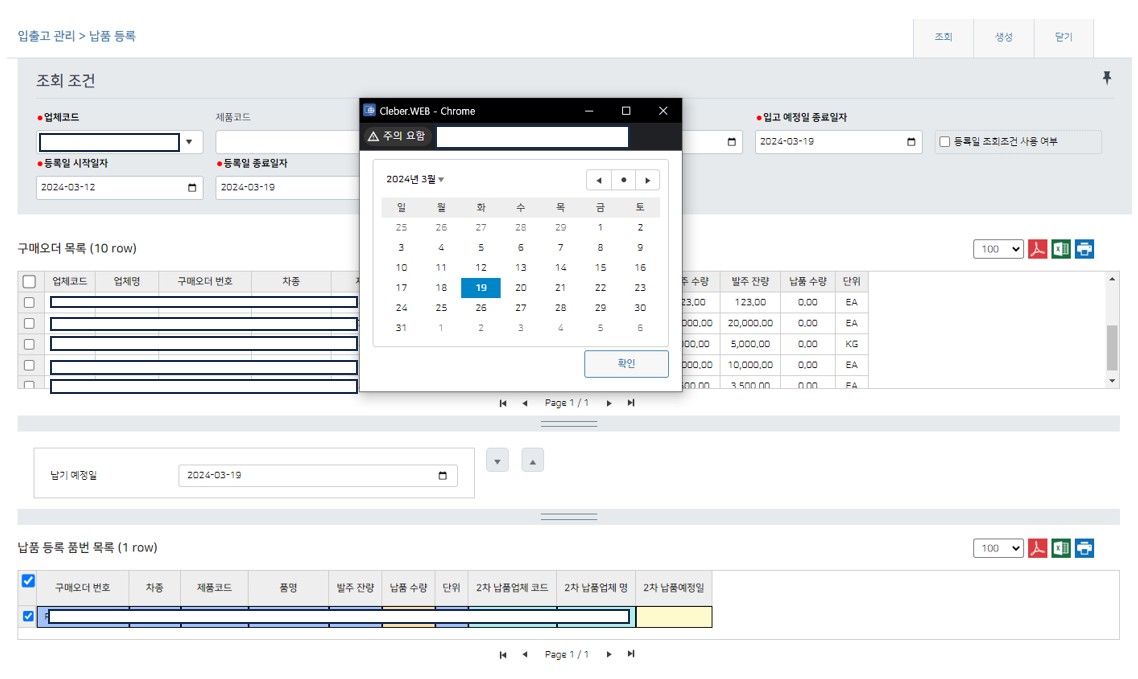 입출고 관리 > 납품 등록
조회 생성 닫기
조회 조건
●업체코드 제품코드 ●입고 예정일 종료일자
2024-03-19 등록일 조회조건 사용 여부
●등록일 시작일자 ●등록일 종료일자
2024-03-12 2024-03-19
Cleber.WEB - Chrome
주의 요함
2024년 3월
일 월 화 수 목 금 토
25 26 27 28 29 1 2
3 4 5 6 7 8 9
10 11 12 13 14 15 16
17 18 19 20 21 22 23
24 25 26 27 28 29 30
31 1 2 3 4 5 6
확인
구매오더 목록 (10 row) 100
업체코드 업체명 구매오더 번호 차종 수량 발주 잔량 납품 수량 단위
23,00 123,00 0,00 EA
000,00 20,000,00 0,00 EA
00,00 5,000,00 0,00 KG
000,00 10,000,00 0,00 EA
500,00 3,500,00 0,00 EA
Page 1 / 1
납기 예정일 2024-03-19
납품 등록 품번 목록 (1 row) 100
구매오더 번호 차종 제품코드 품명 발주 잔량 납품 수량 단위 2차 납품업체 코드 2차 납품업체 명 2차 납품예정일
Page 1 / 1